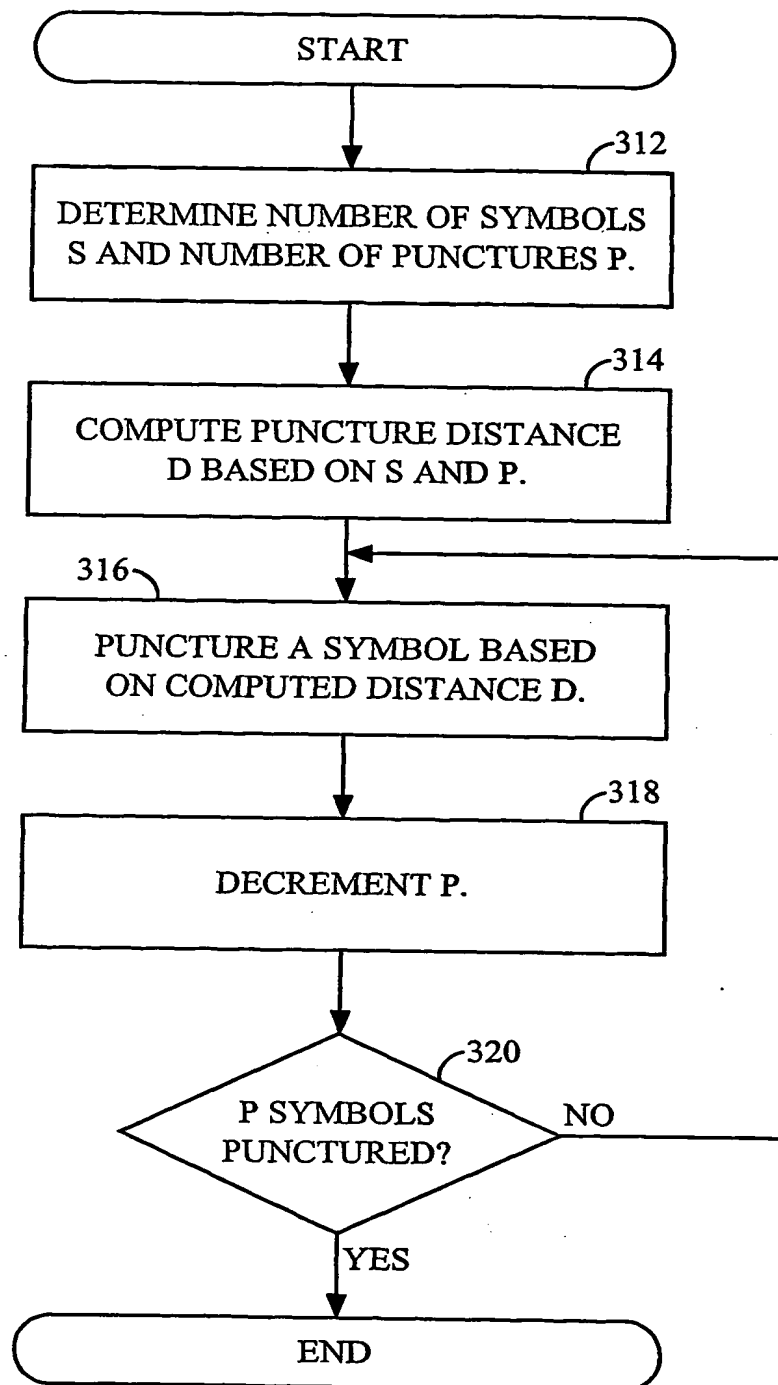 START
312
DETERMINE NUMBER OF SYMBOLS
S AND NUMBER OF PUNCTURES P.
314
COMPUTE PUNCTURE DISTANCE
D BASED ON S AND P.
316
PUNCTURE A SYMBOL BASED
ON COMPUTED DISTANCE D.
318
DECREMENT P.
320
P SYMBOLS
PUNCTURED?
NO
YES
END